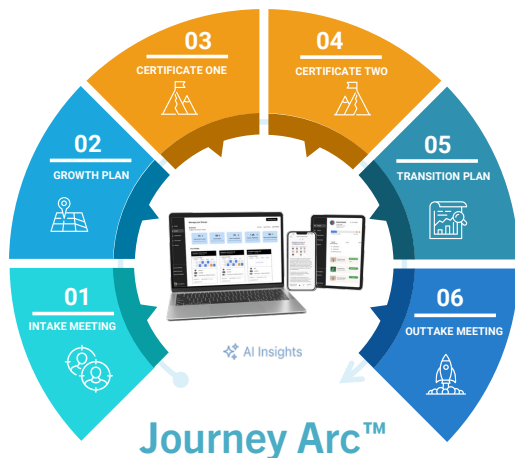 01
INTAKE MEETING
02
GROWTH PLAN
03
CERTIFICATE ONE
04
CERTIFICATE TWO
05
TRANSITION PLAN
06
OUTTAKE MEETING
AI Insights
Journey Arc™